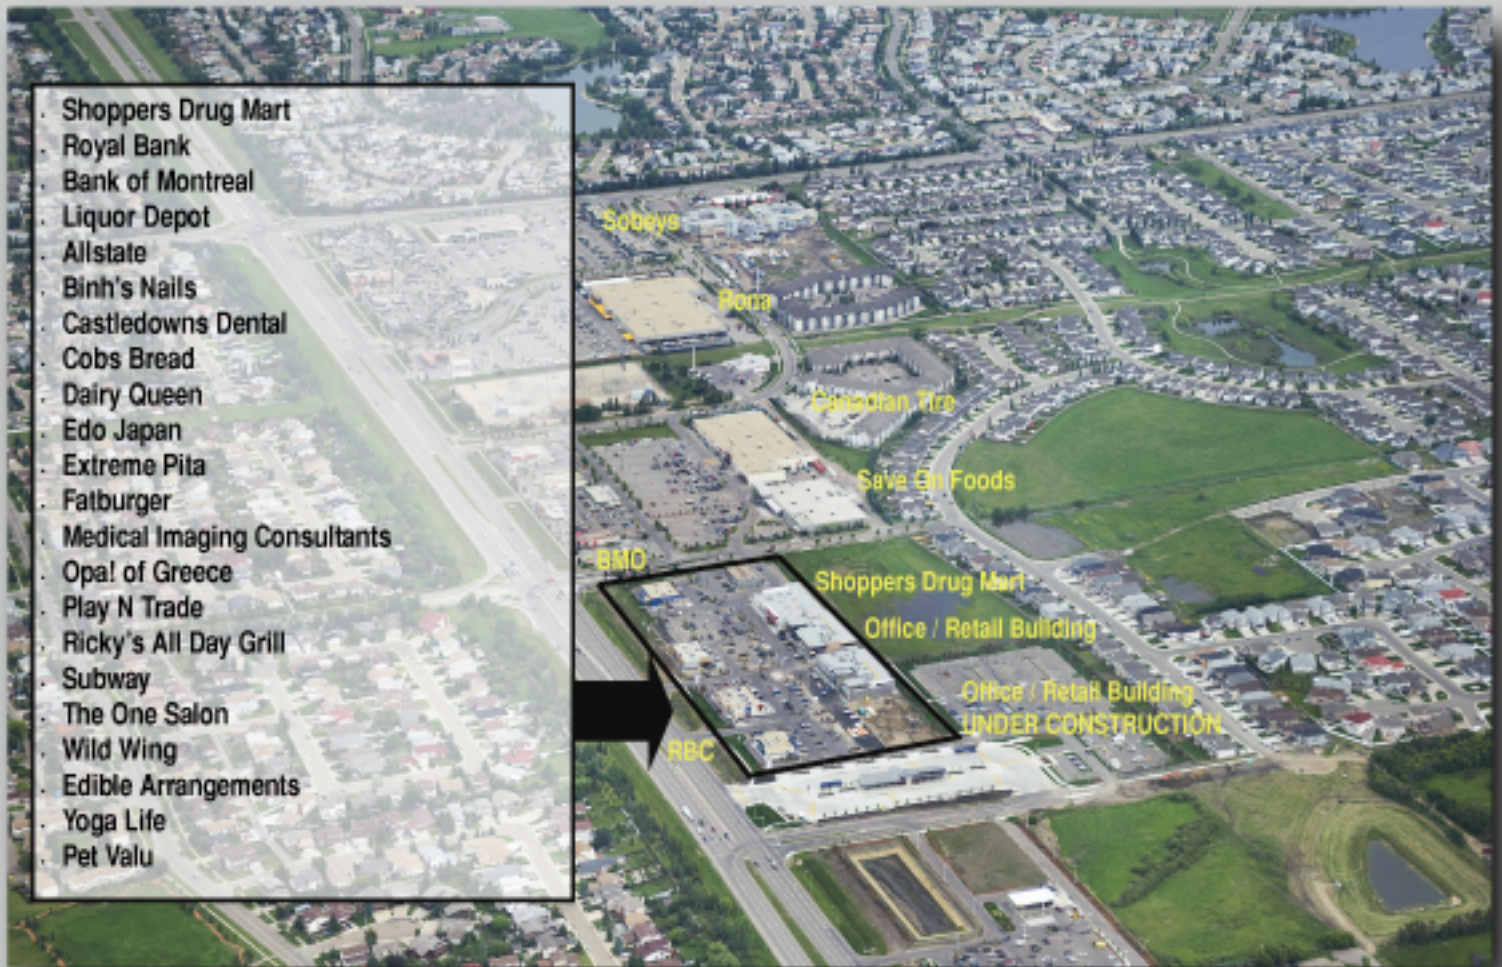 . Shoppers Drug Mart
. Royal Bank
. Bank of Montreal
. Liquor Depot
. Allstate
. Binh's Nails
. Castledowns Dental
. Cobs Bread
. Dairy Queen
. Edo Japan
. Extreme Pita
. Fatburger
. Medical Imaging Consultants
. Opa! of Greece
. Play N Trade
. Ricky's All Day Grill
. Subway
. The One Salon
. Wild Wing
. Edible Arrangements
. Yoga Life
. Pet Valu
Sobeys
Rona
Canadian Tire
Save On Foods
BMO
Shoppers Drug Mart
Office / Retail Building
Office / Retail Building
UNDER CONSTRUCTION
RBC